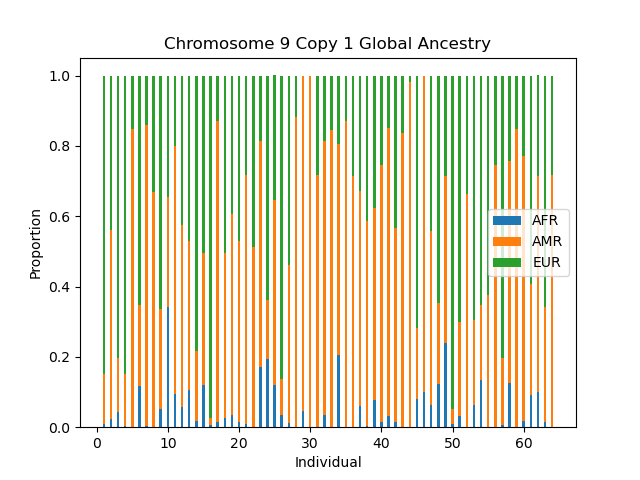 Chromosome 9 Copy 1 Global Ancestry
1.0
0.8
0.6
0.4
0.2
0.0
Proportion
AFR
AMR
EUR
0 10 20 30 40 50 60
Individual